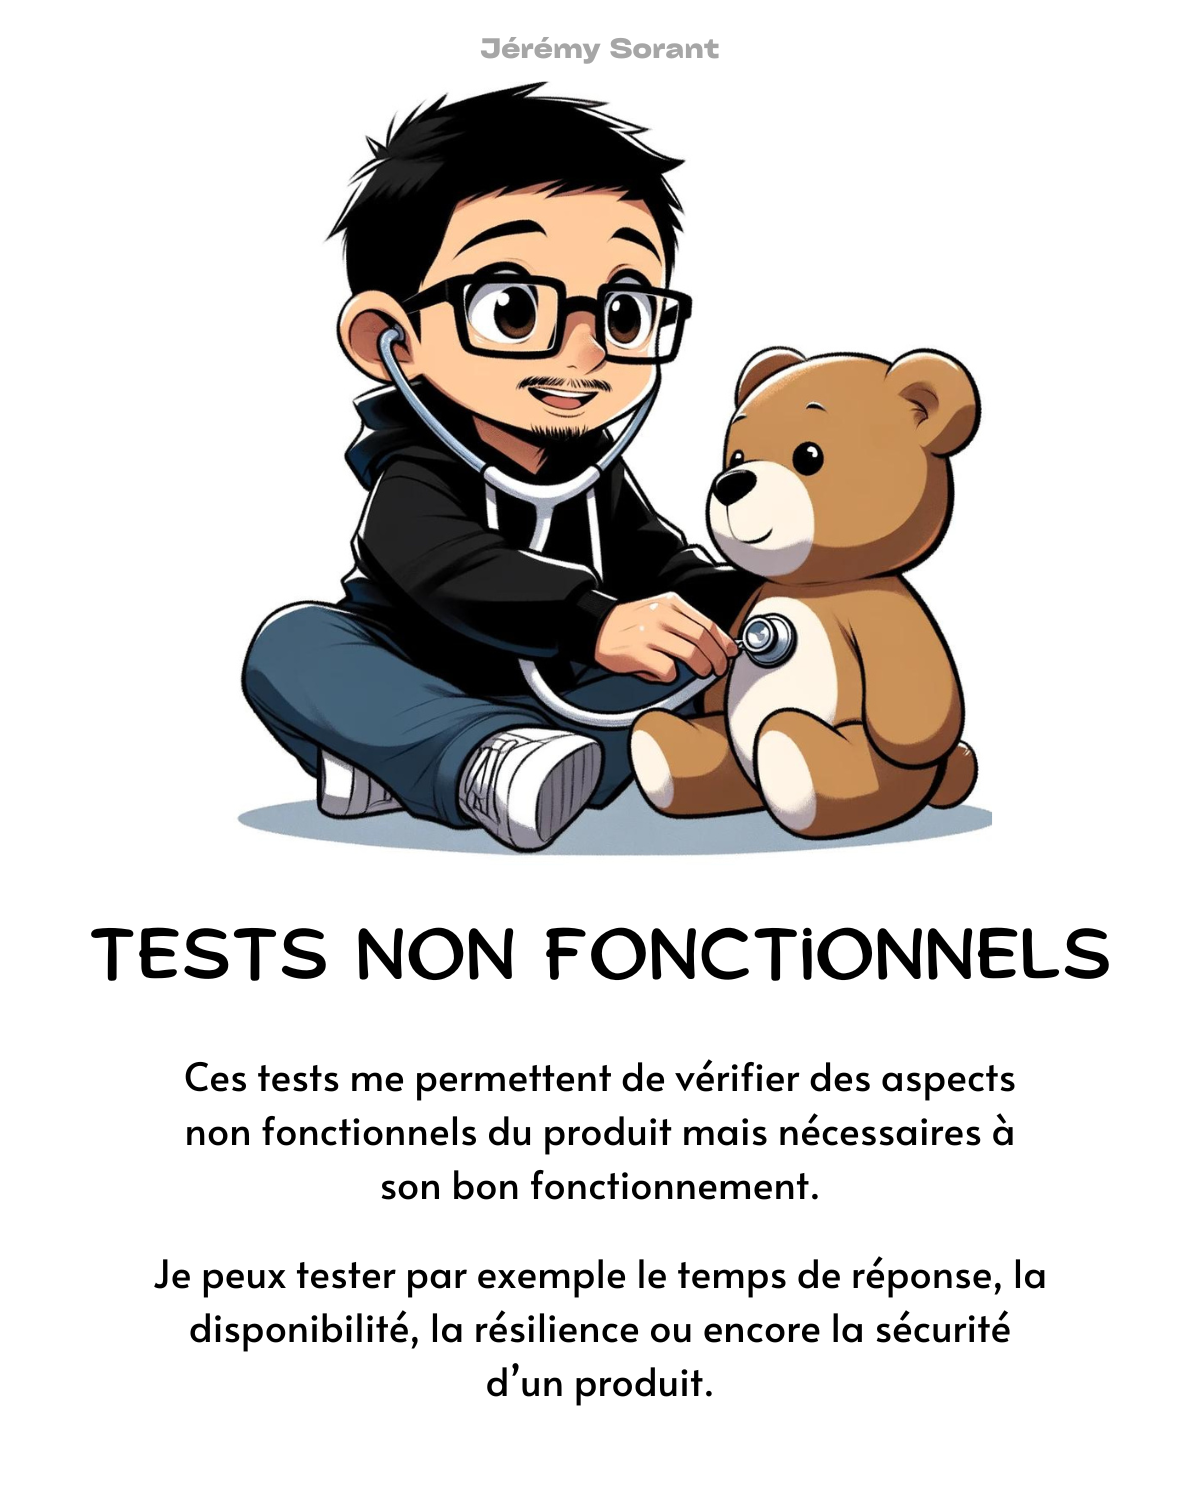 Jérémy Sorant
TESTS NON FONCTiONNELS
Ces tests me permettent de vérifier des aspects
non fonctionnels du produit mais nécessaires à
son bon fonctionnement.
Je peux tester par exemple le temps de réponse, la
disponibilité, la résilience ou encore la sécurité
d’un produit.